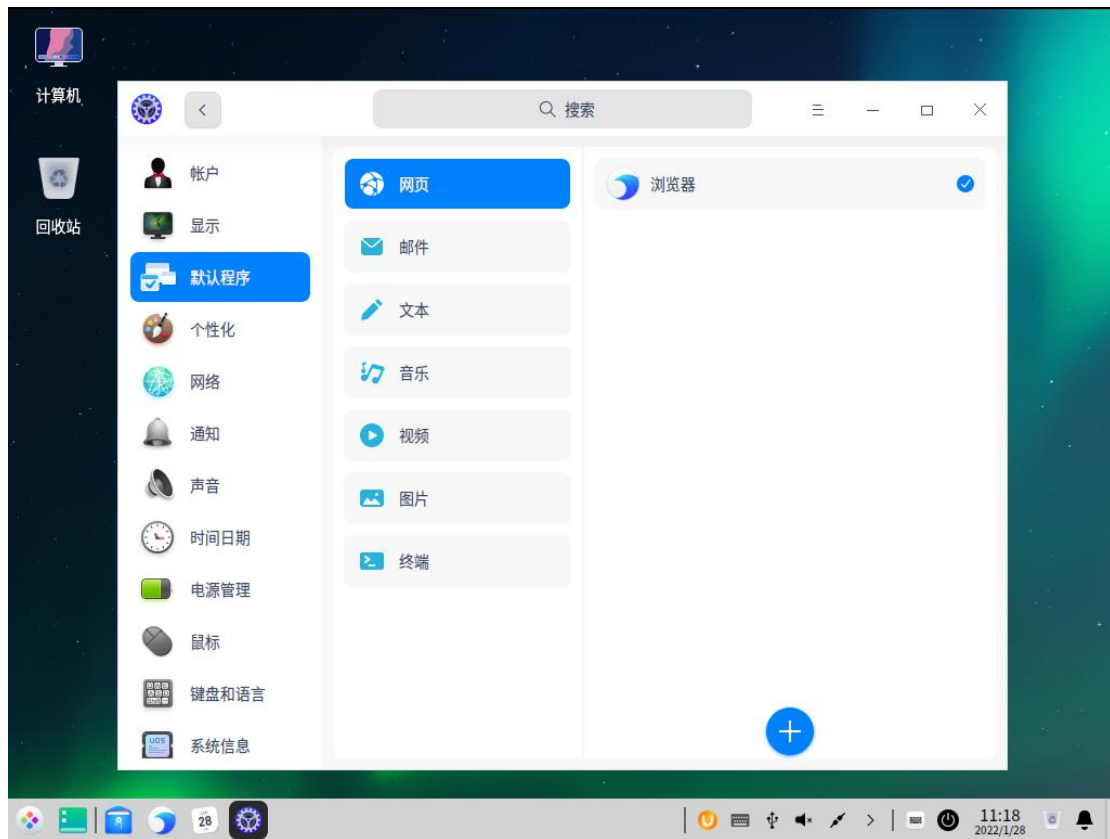 计算机
回收站
搜索
帐户
显示
默认程序
个性化
网络
通知
声音
时间日期
电源管理
鼠标
键盘和语言
UOS
系统信息
网页
邮件
文本
音乐
视频
图片
终端
浏览器
28
11:18
2022/1/28